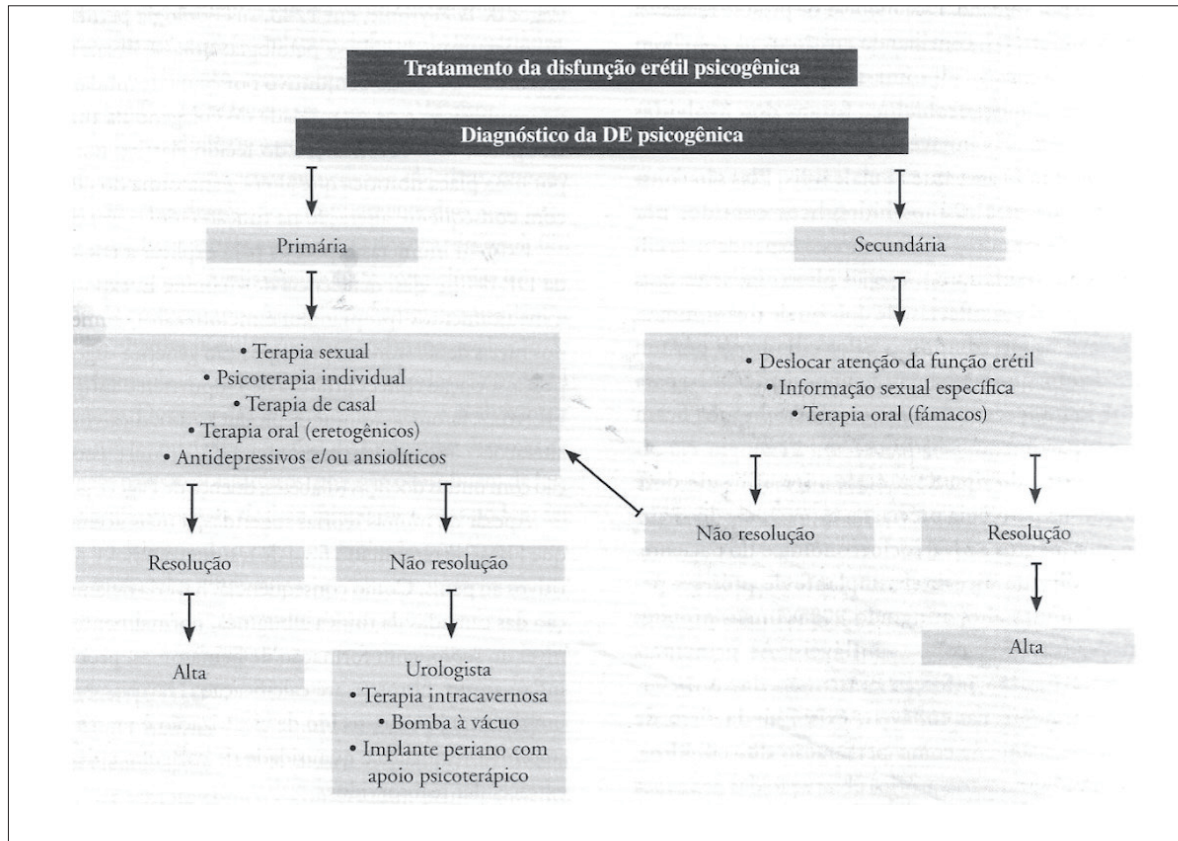 Tratamento da disfunção erétil psicogênica
Diagnóstico da DE psicogênica
Primária
Secundária
• Terapia sexual
• Psicoterapia individual
• Terapia de casal
• Terapia oral (eretogênicos)
• Antidepressivos e/ou ansiolíticos
• Deslocar atenção da função erétil
• Informação sexual específica
• Terapia oral (fámacos)
Resolução
Não resolução
Não resolução
Resolução
Alta
Urologista
• Terapia intracavernosa
• Bomba à vácuo
• Implante periano com
apoio psicoterápico
Alta